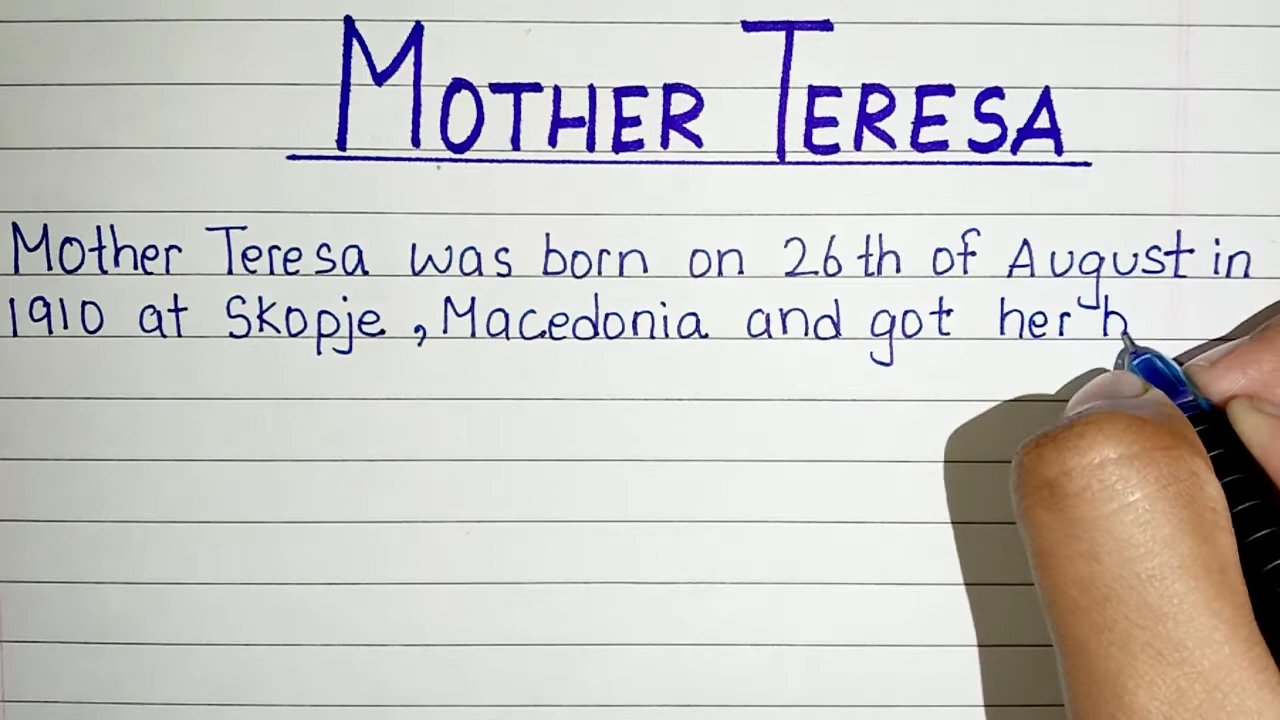 MOTHER TERESA
Mother Teresa was born on 26th of August in
1910 at Skopje , Macedonia and got her h